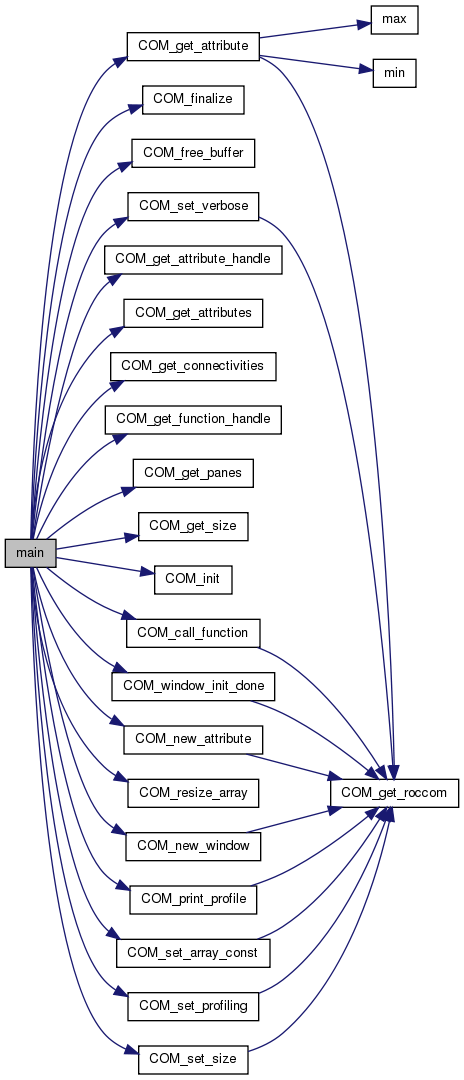 max
COM_get_attribute
min
COM_finalize
COM_free_buffer
COM_set_verbose
COM_get_attribute_handle
COM_get_attributes
COM_get_connectivities
COM_get_function_handle
COM_get_panes
COM_get_size
main
COM_init
COM_call_function
COM_window_init_done
COM_new_attribute
COM_resize_array
COM_get_roccom
COM_new_window
COM_print_profile
COM_set_array_const
COM_set_profiling
COM_set_size